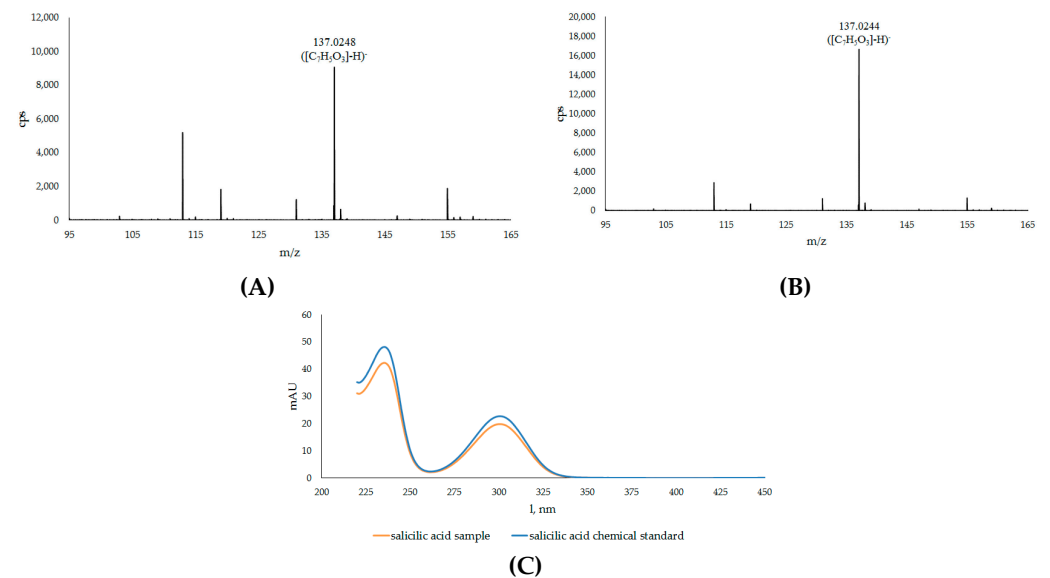 12,000
10,000
8,000
6,000
4,000
2,000
0
cps
137.0248
([C₇H₅O₃]-H)⁻
95 105 115 125 135 145 155 165
m/z
(A)
20,000
18,000
16,000
14,000
12,000
10,000
8,000
6,000
4,000
2,000
0
cps
137.0244
([C₇H₅O₃]-H)⁻
95 105 115 125 135 145 155 165
m/z
(B)
60
50
40
30
20
10
0
mAU
200 225 250 275 300 325 350 375 400 425 450
l, nm
salicilic acid sample salicilic acid chemical standard
(C)